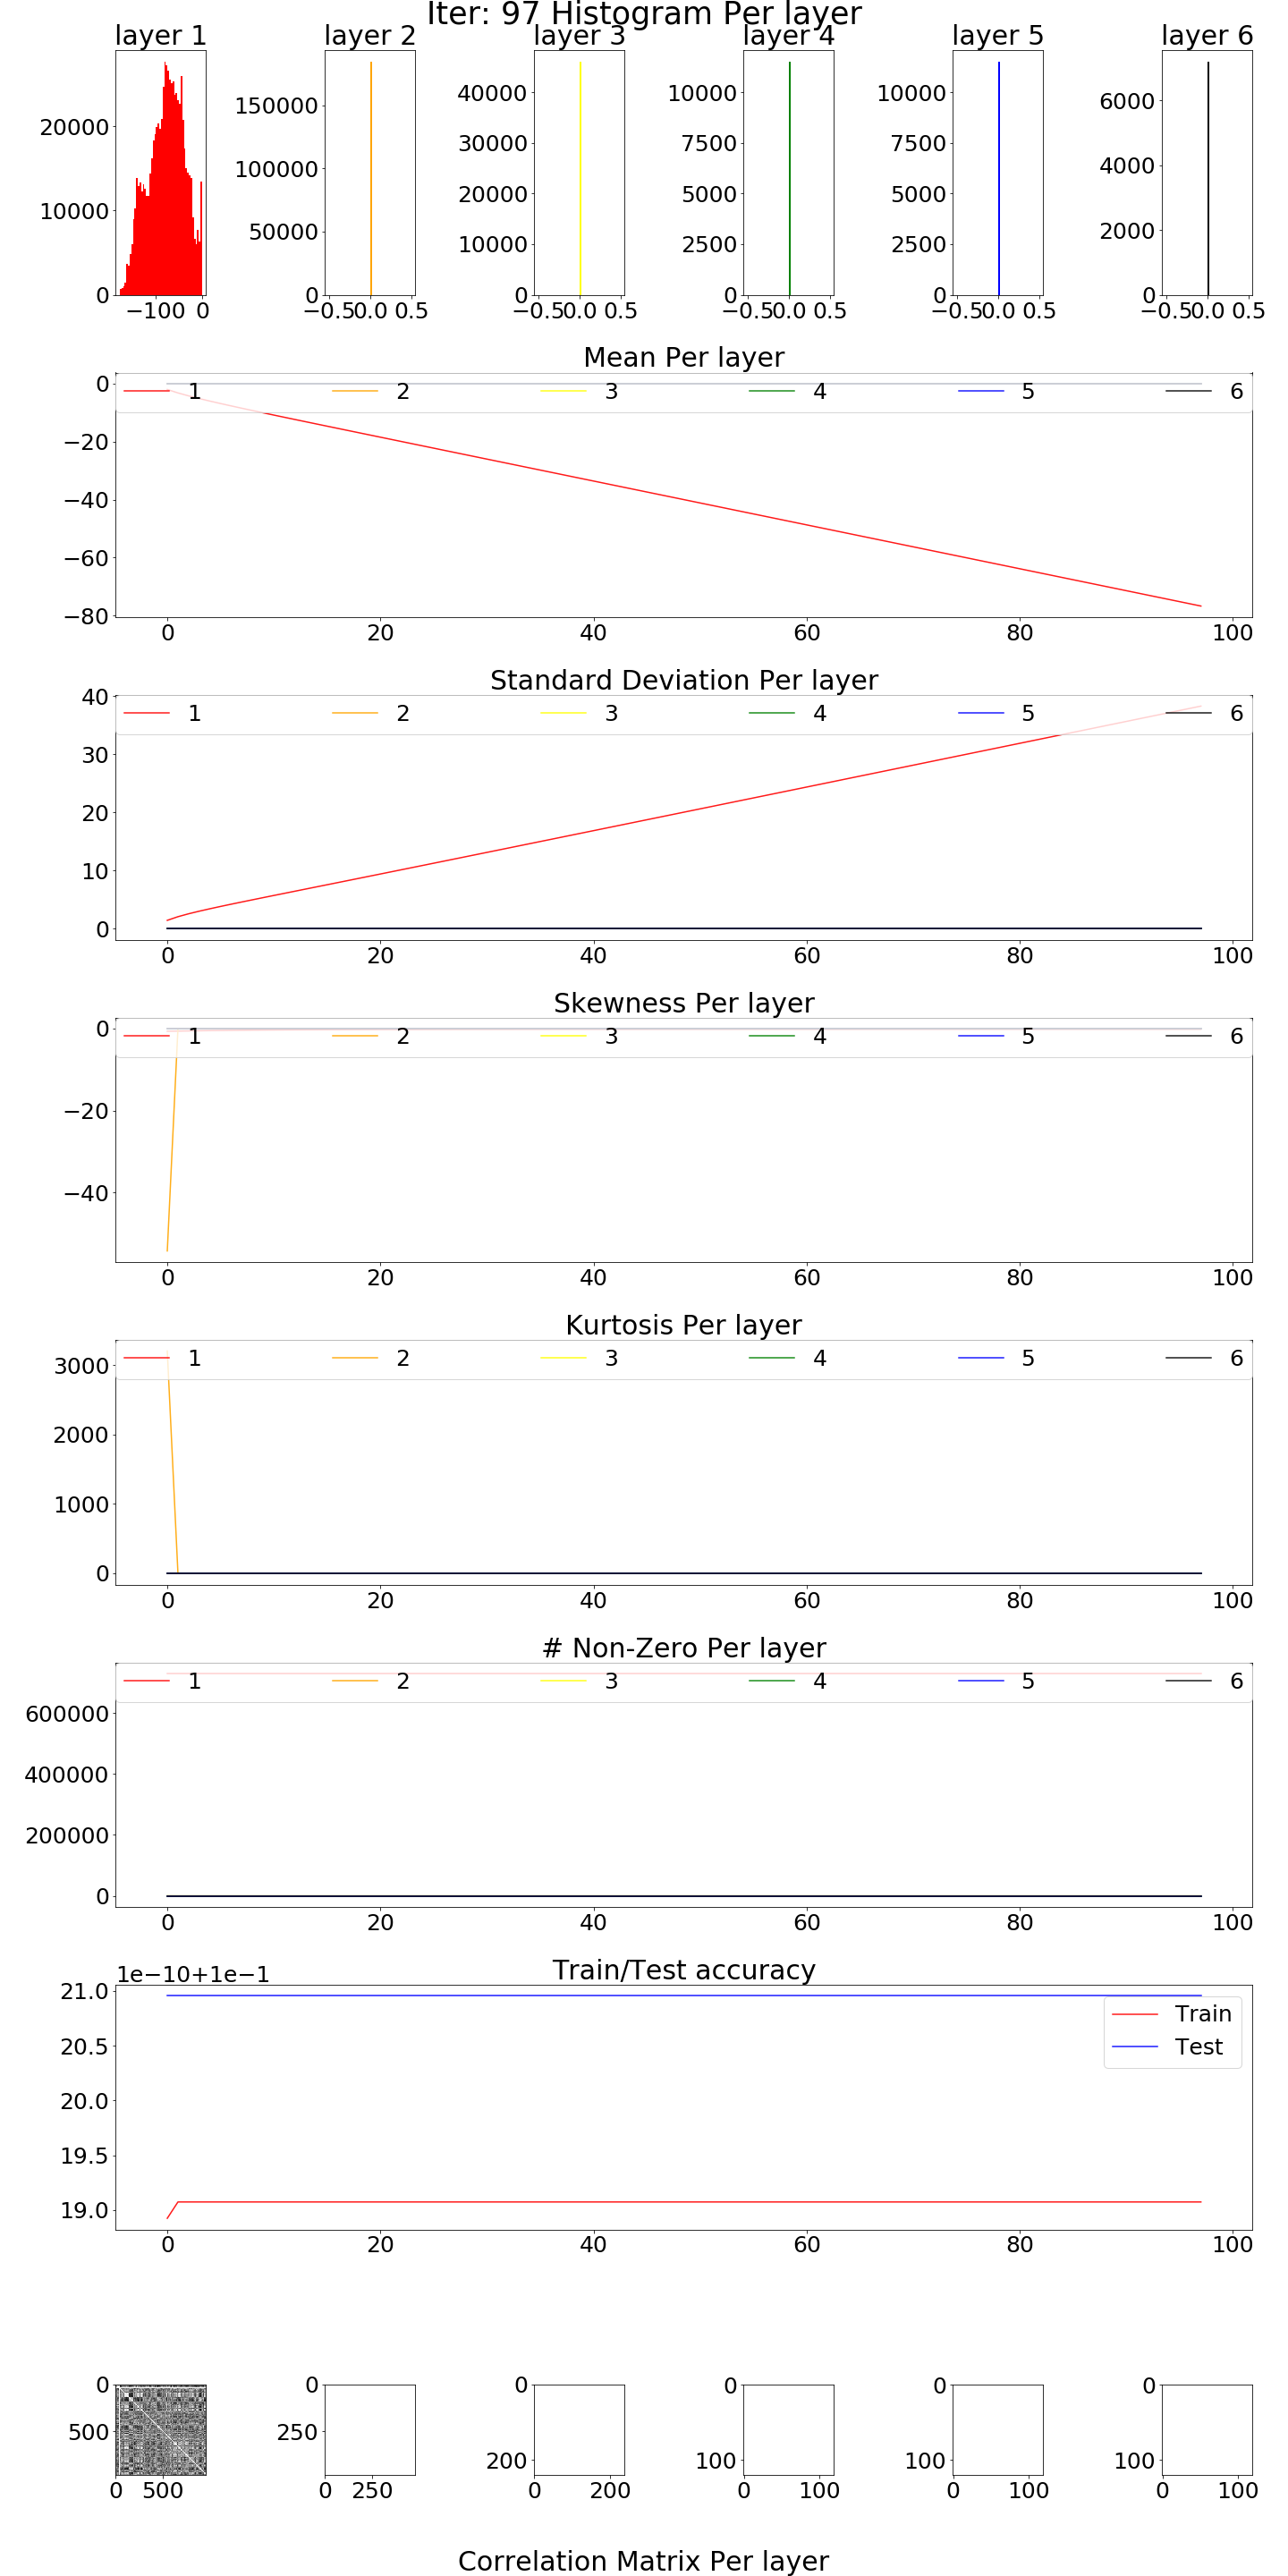 Iter: 97 Histogram Per layer
layer 1 layer 2 layer 3 layer 4 layer 5 layer 6
20000 10000 0 −100 0
150000 100000 50000 0 −0.5 0.0 0.5
40000 30000 20000 10000 0 −0.5 0.0 0.5
10000 7500 5000 2500 0 −0.5 0.0 0.5
10000 7500 5000 2500 0 −0.5 0.0 0.5
6000 4000 2000 0 −0.5 0.0 0.5
Mean Per layer
1 2 3 4 5 6
0
−20
−40
−60
−80
0 20 40 60 80 100
Standard Deviation Per layer
1 2 3 4 5 6
40
30
20
10
0
0 20 40 60 80 100
Skewness Per layer
1 2 3 4 5 6
0
−20
−40
0 20 40 60 80 100
Kurtosis Per layer
1 2 3 4 5 6
3000
2000
1000
0
0 20 40 60 80 100
# Non-Zero Per layer
1 2 3 4 5 6
600000
400000
200000
0
0 20 40 60 80 100
Train/Test accuracy
1e−10+1e−1
21.0
20.5
20.0
19.5
19.0
Train
Test
0 20 40 60 80 100
0 500 0 500
0 250 0 250
0 200 0 200
0 100 0 100
0 100 0 100
0 100 0 100
Correlation Matrix Per layer